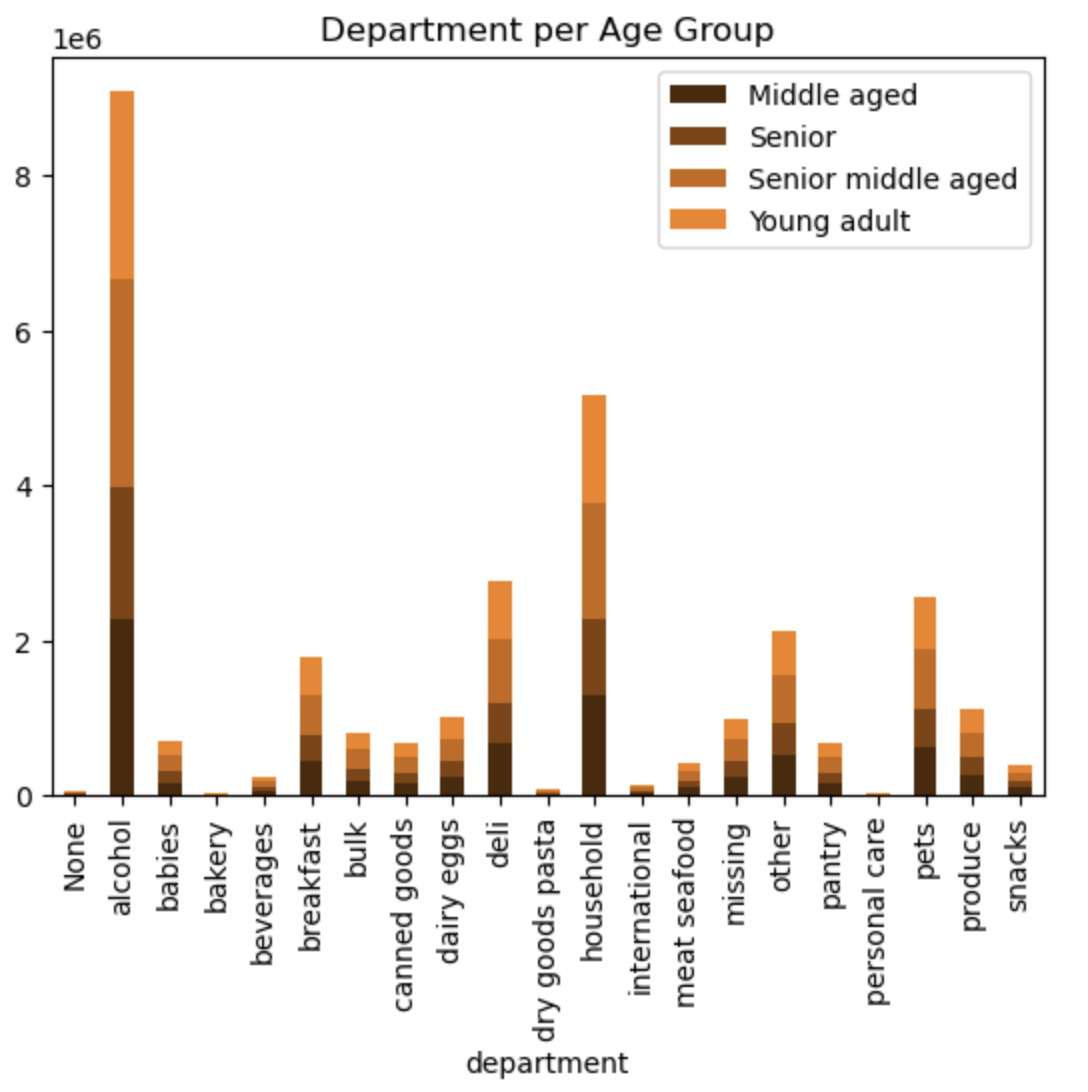 Department per Age Group
1e6
Middle aged
Senior
Senior middle aged
Young adult
8
6
4
2
0
None
alcohol
babies
bakery
beverages
breakfast
bulk
canned goods
dairy eggs
deli
dry goods pasta
household
international
meat seafood
missing
other
pantry
personal care
pets
produce
snacks
department